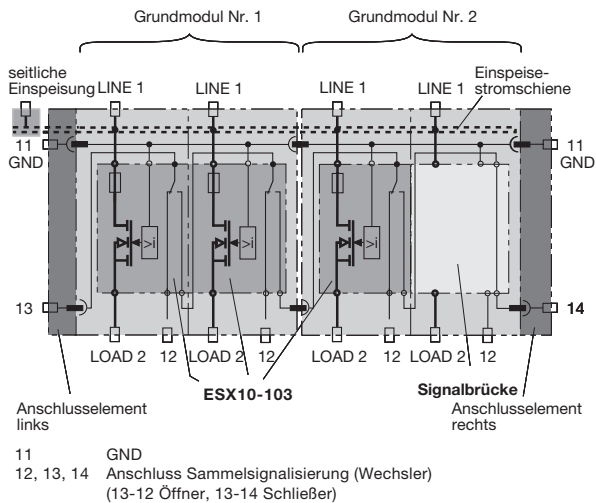 Grundmodul Nr. 1 Grundmodul Nr. 2
seitliche
Einspeisung
LINE 1 LINE 1 LINE 1 LINE 1
Einspeise-
stromschiene
11
GND
11
GND
>i >i >i
13 14
LOAD 2 12 LOAD 2 12 LOAD 2 12 LOAD 2 12
ESX10-103
Signalbrücke
Anschlusselement
links
Anschlusselement
rechts
11 GND
12, 13, 14 Anschluss Sammelsignalisierung (Wechsler)
(13-12 Öffner, 13-14 Schließer)